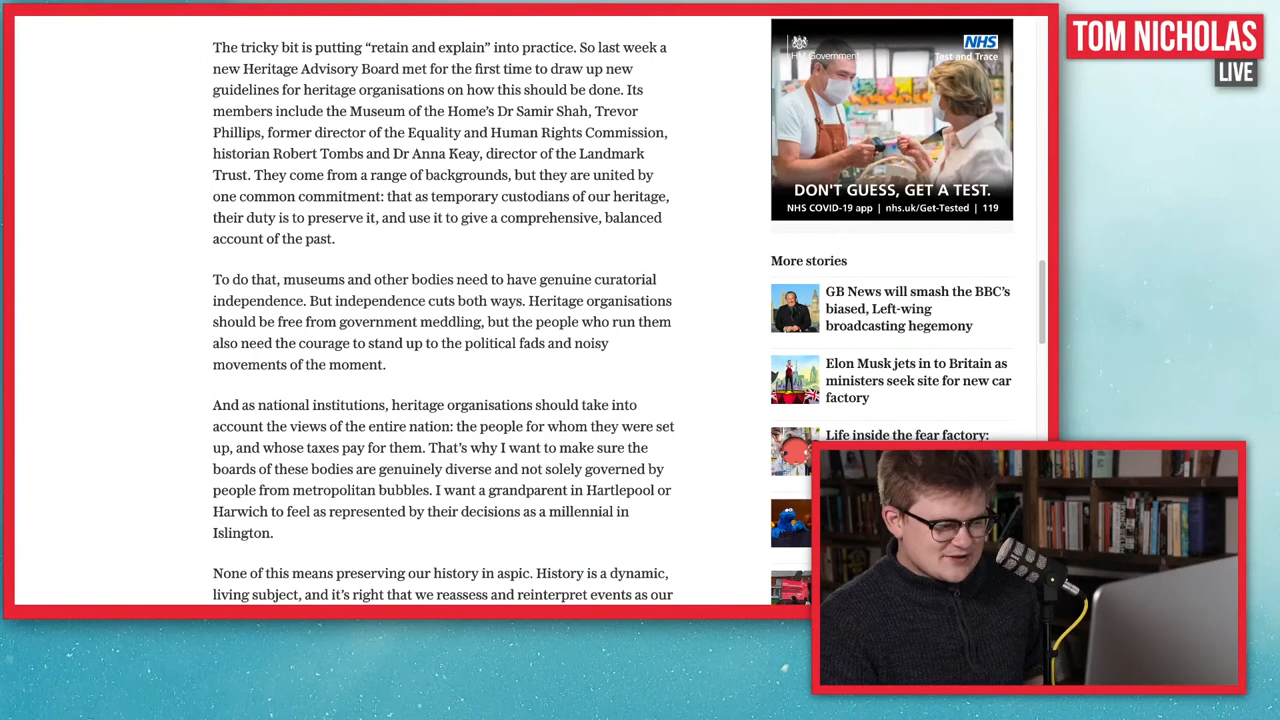 The tricky bit is putting “retain and explain” into practice. So last week a
new Heritage Advisory Board met for the first time to draw up new
guidelines for heritage organisations on how this should be done. Its
members include the Museum of the Home’s Dr Samir Shah, Trevor
Phillips, former director of the Equality and Human Rights Commission,
historian Robert Tombs and Dr Anna Keay, director of the Landmark
Trust. They come from a range of backgrounds, but they are united by
one common commitment: that as temporary custodians of our heritage,
their duty is to preserve it, and use it to give a comprehensive, balanced
account of the past.
To do that, museums and other bodies need to have genuine curatorial
independence. But independence cuts both ways. Heritage organisations
should be free from government meddling, but the people who run them
also need the courage to stand up to the political fads and noisy
movements of the moment.
And as national institutions, heritage organisations should take into
account the views of the entire nation: the people for whom they were set
up, and whose taxes pay for them. That’s why I want to make sure the
boards of these bodies are genuinely diverse and not solely governed by
people from metropolitan bubbles. I want a grandparent in Hartlepool or
Harwich to feel as represented by their decisions as a millennial in
Islington.
None of this means preserving our history in aspic. History is a dynamic,
living subject, and it’s right that we reassess and reinterpret events as our
HM Government
NHS
Test and Trace
DON'T GUESS, GET A TEST.
NHS COVID-19 app | nhs.uk/Get-Tested | 119
More stories
GB News will smash the BBC’s
biased, Left-wing
broadcasting hegemony
Elon Musk jets in to Britain as
ministers seek site for new car
factory
Life inside the fear factory:
TOM NICHOLAS
LIVE